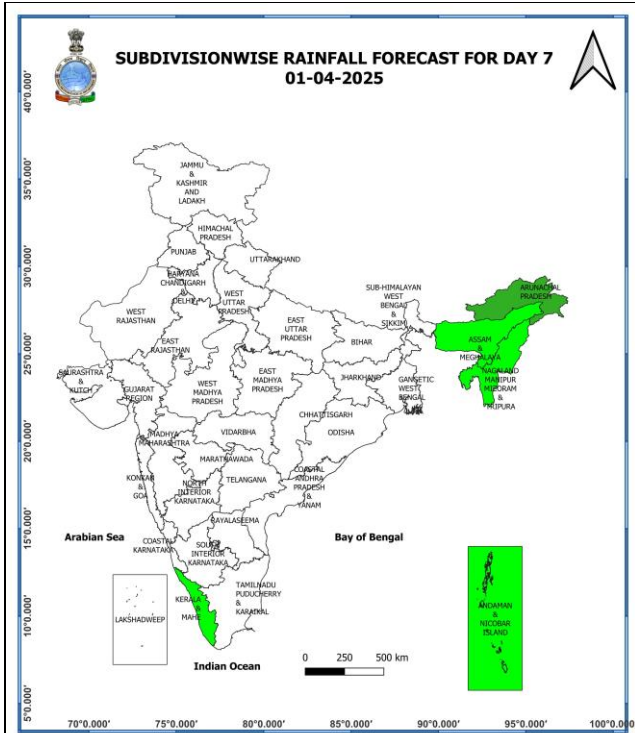 SUBDIVISIONWISE RAINFALL FORECAST FOR DAY 7
01-04-2025
40°0.000'
35°0.000'
30°0.000'
25°0.000'
20°0.000'
15°0.000'
10°0.000'
5°0.000'
JAMMU
&
KASHMIR
AND
LADAKH
HIMACHAL
PRADESH
PUNJAB
UTTARAKHAND
HARYANA
CHANDIGARH
&
DELHI
WEST
UTTAR
PRADESH
WEST
RAJASTHAN
EAST
RAJASTHAN
EAST
UTTAR
PRADESH
SUB-HIMALAYAN
WEST
BENGAL
&
SIKKIM
ARUNACHAL
PRADESH
BIHAR
ASSAM
&
MEGHALAYA
NAGALAND
MANIPUR
MIZORAM
&
TRIPURA
SAURASHTRA
&
KUTCH
GUJARAT
REGION
WEST
MADHYA
PRADESH
EAST
MADHYA
PRADESH
JHARKHAND
GANGETIC
WEST
BENGAL
CHHATTISGARH
ODISHA
MADHYA
MAHARASHTRA
VIDARBHA
MARATHWADA
KONKAN
&
GOA
NORTH
INTERIOR
KARNATAKA
TELANGANA
COASTAL
ANDHRA
PRADESH
&
YANAM
RAYALASEEMA
Arabian Sea
Bay of Bengal
COASTAL
KARNATAKA
SOUTH
INTERIOR
KARNATAKA
TAMILNADU
PUDUCHERRY
&
KARAIKAL
KERALA
&
MAHE
LAKSHADWEEP
ANDAMAN
&
NICOBAR
ISLAND
Indian Ocean
0 250 500 km
70°0.000' 75°0.000' 80°0.000' 85°0.000' 90°0.000' 95°0.000' 100°0.000'